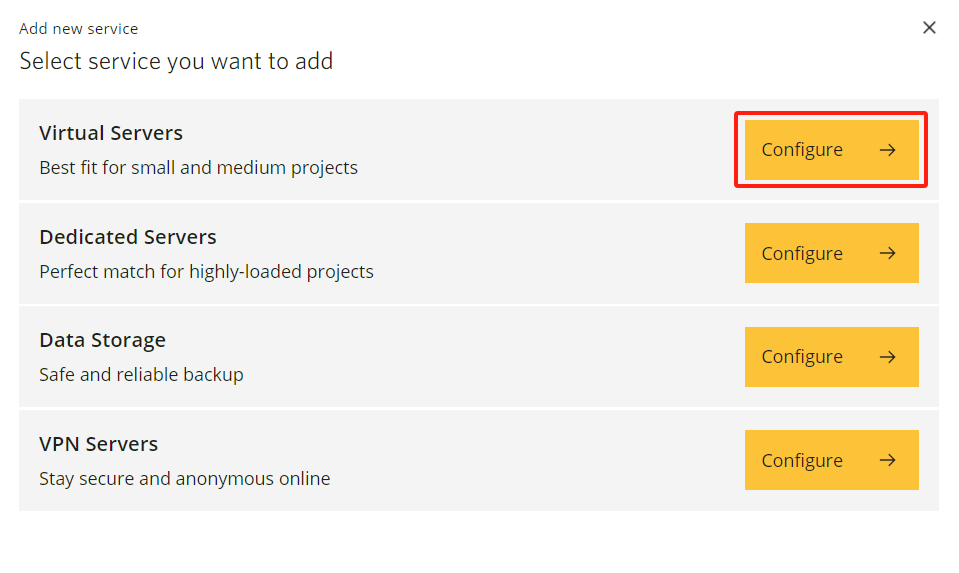 Add new service
Select service you want to add
Virtual Servers
Best fit for small and medium projects
Configure
Dedicated Servers
Perfect match for highly-loaded projects
Configure
Data Storage
Safe and reliable backup
Configure
VPN Servers
Stay secure and anonymous online
Configure